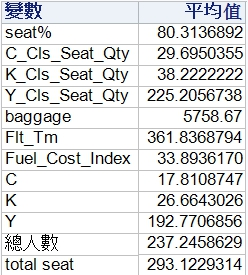 變數 平均值
seat% 80.3136892
C_Cls_Seat_Qty 29.6950355
K_Cls_Seat_Qty 38.2222222
Y_Cls_Seat_Qty 225.2056738
baggage 5758.67
Flt_Tm 361.8368794
Fuel_Cost_Index 33.8936170
C 17.8108747
K 26.6643026
Y 192.7706856
總人數 237.2458629
total seat 293.1229314